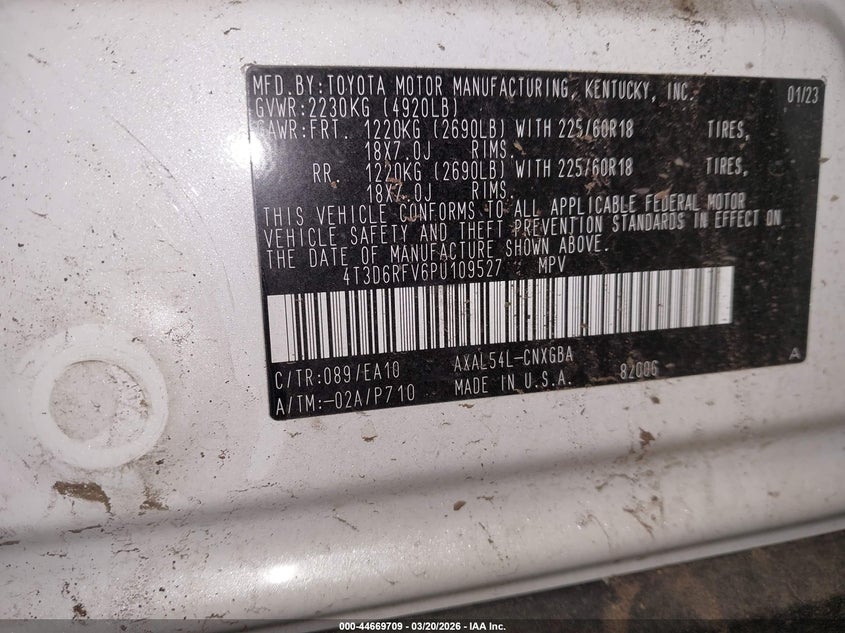 MFD.BY:TOYOTA MOTOR MANUFACTURING, KENTUCKY, INC. 01/23
GVWR:2230KG (4920LB)
GAWR:FRT. 1220KG (2690LB) WITH 225/60R18 TIRES,
18X7.0J RIMS.
RR. 1220KG (2690LB) WITH 225/60R18 TIRES,
18X7.0J RIMS.
THIS VEHICLE CONFORMS TO ALL APPLICABLE FEDERAL MOTOR
VEHICLE SAFETY AND THEFT PREVENTION STANDARDS IN EFFECT ON
THE DATE OF MANUFACTURE SHOWN ABOVE.
4T3D6RFV6PU109527 MPV
C/TR:089/EA10 AXAL54L-CNXGBA A
A/TM:-02A/P710 MADE IN U.S.A. 82006
000-44669709 — 03/20/2026 — IAA Inc.